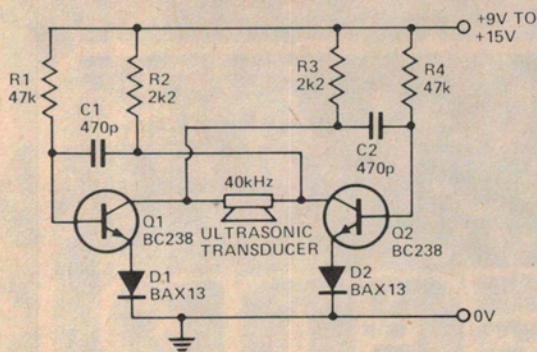 +9V TO
+15V
R1
47k
R2
2k2
R3
2k2
R4
47k
C1
470p
C2
470p
40kHz
Q1
BC238
ULTRASONIC
TRANSDUCER
Q2
BC238
D1
BAX13
D2
BAX13
0V